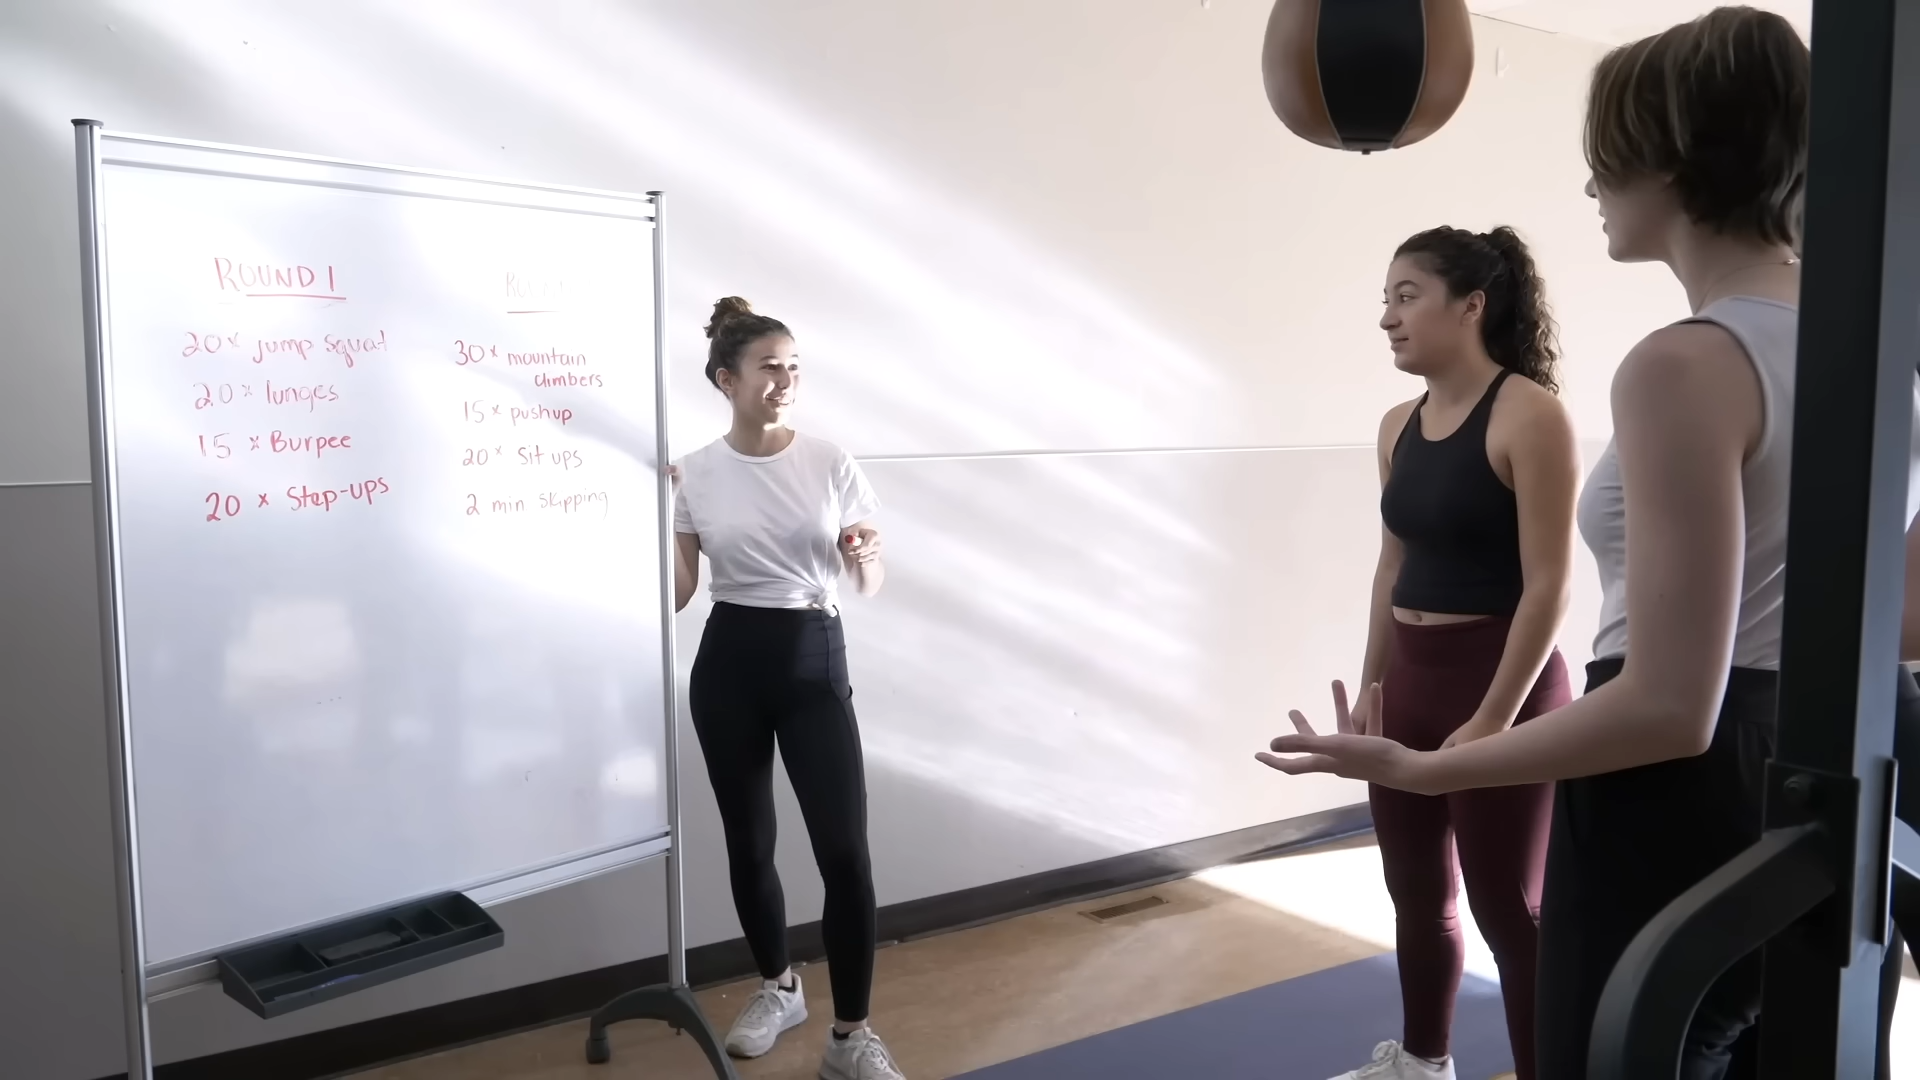 ROUND 1
20 x jump squat
20 x lunges
15 x Burpee
20 x Step-ups
30 x mountain
climbers
15 x pushup
20 x Sit ups
2 min skipping